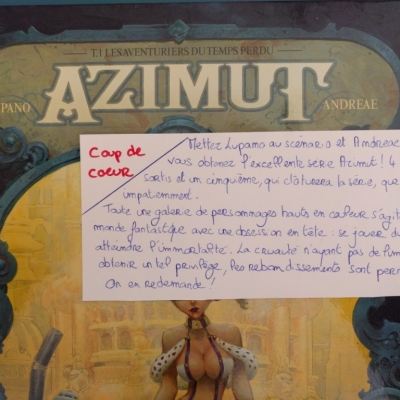 T.1 LES AVENTURIERS DU TEMPS PERDU
AZIMUT
PANO
ANDREAE
Coup de
coeur
Mettez Lupano au scénario et Andreae
vous obtenez l'excellente série Azimut ! 4
sortis et un cinquième, qui clôturera la série, que
impatiemment.
Toute une galerie de personnages hauts en couleur s'agit
monde fantastique avec une obsession en tête : se jouer du
atteindre l'immortalité. La cruauté n'ayant pas de lim
obtenir un tel privilège, les rebondissements sont perm
On en redemande !